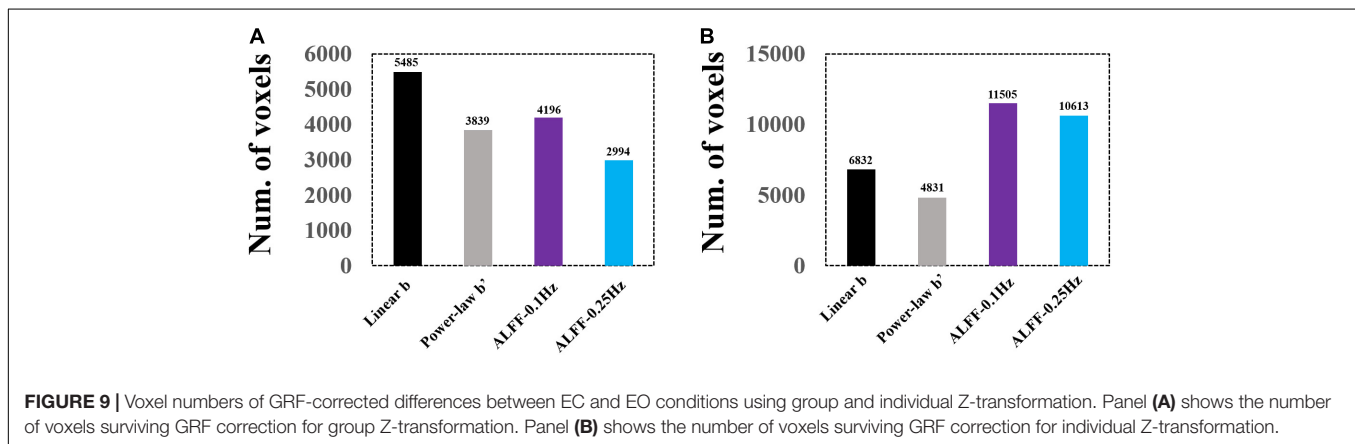 A
Num. of voxels
6000
5000
4000
3000
2000
1000
0
5485
3839
4196
2994
Linear b
Power-law b’
ALFF-0.1Hz
ALFF-0.25Hz
B
Num. of voxels
15000
10000
5000
0
6832
4831
11505
10613
Linear b
Power-law b’
ALFF-0.1Hz
ALFF-0.25Hz
FIGURE 9 | Voxel numbers of GRF-corrected differences between EC and EO conditions using group and individual Z-transformation. Panel (A) shows the number
of voxels surviving GRF correction for group Z-transformation. Panel (B) shows the number of voxels surviving GRF correction for individual Z-transformation.